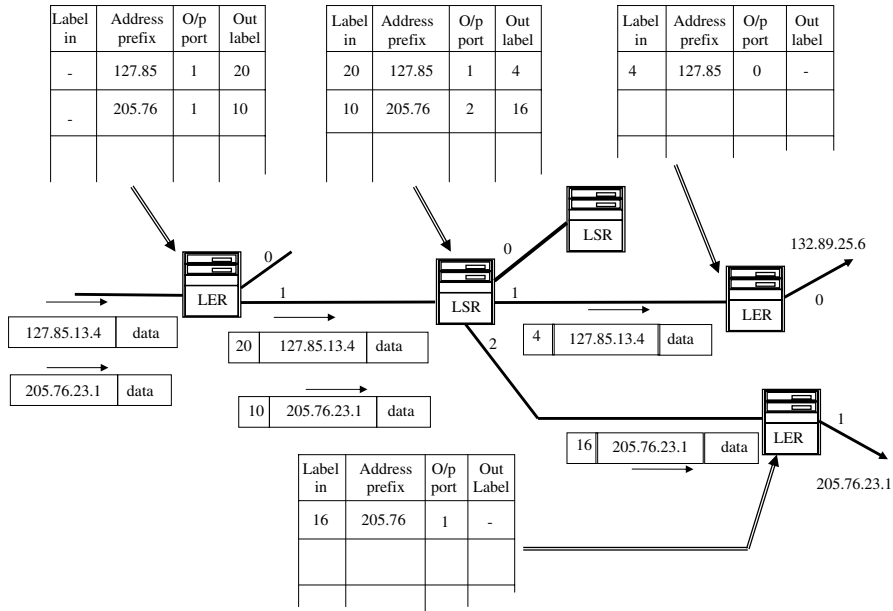 Label in Address prefix O/p port Out label
- 127.85 1 20
- 205.76 1 10
Label in Address prefix O/p port Out label
20 127.85 1 4
10 205.76 2 16
Label in Address prefix O/p port Out label
4 127.85 0 -
LSR
0
0
132.89.25.6
LER
1
LSR
1
LER
0
127.85.13.4 data
20 127.85.13.4 data
2
4 127.85.13.4 data
205.76.23.1 data
10 205.76.23.1 data
1
LER
16 205.76.23.1 data
205.76.23.1
Label in Address prefix O/p port Out Label
16 205.76 1 -